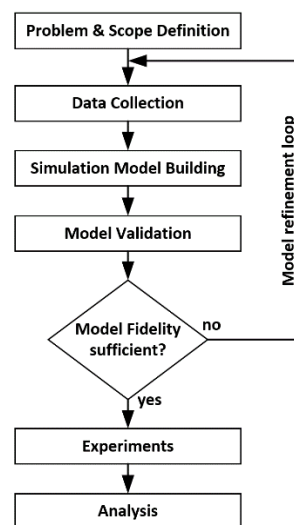 Problem & Scope Definition
Data Collection
Simulation Model Building
Model Validation
Model Fidelity
sufficient?
no
yes
Experiments
Analysis
Model refinement loop